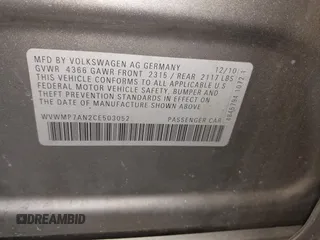 MFD BY VOLKSWAGEN AG GERMANY 12/10
GVWR 4366 GAWR FRONT 2315 / REAR 2117 LBS
THIS VEHICLE CONFORMS TO ALL APPLICABLE U.S
FEDERAL MOTOR VEHICLE SAFETY, BUMPER AND
THEFT PREVENTION STANDARDS IN EFFECT ON
THE DATE OF MANUFACTURE SHOWN ABOVE
WVWMP7AN2CE503052 PASSENGER CAR
DREAMBID